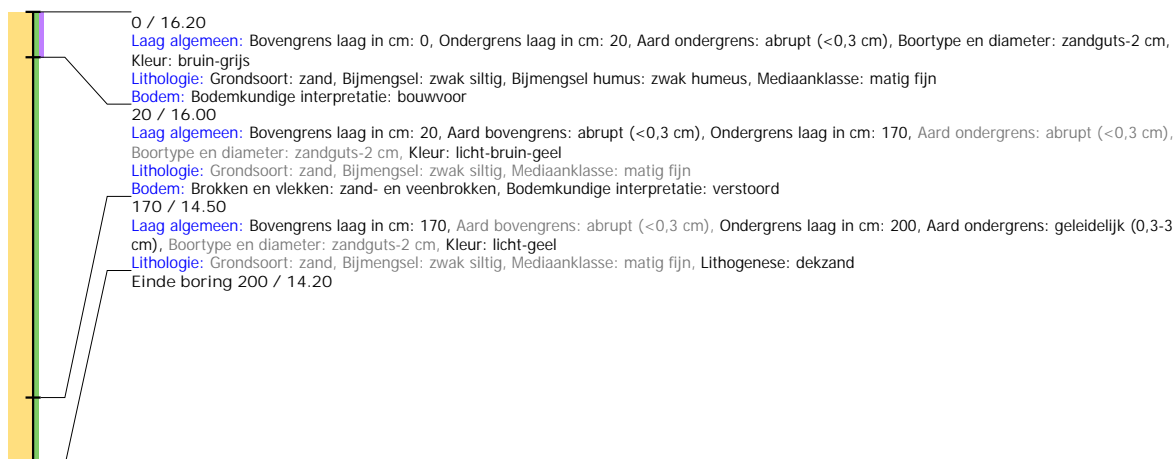 0 / 16.20
Laag algemeen: Bovengrens laag in cm: 0, Ondergrens laag in cm: 20, Aard ondergrens: abrupt (<0,3 cm), Boortype en diameter: zandguts-2 cm,
Kleur: bruin-grijs
Lithologie: Grondsoort: zand, Bijmengsel: zwak siltig, Bijmengsel humus: zwak humeus, Mediaanklasse: matig fijn
Bodem: Bodemkundige interpretatie: bouwvoor
20 / 16.00
Laag algemeen: Bovengrens laag in cm: 20, Aard bovengrens: abrupt (<0,3 cm), Ondergrens laag in cm: 170, Aard ondergrens: abrupt (<0,3 cm),
Boortype en diameter: zandguts-2 cm, Kleur: licht-bruin-geel
Lithologie: Grondsoort: zand, Bijmengsel: zwak siltig, Mediaanklasse: matig fijn
Bodem: Brokken en vlekken: zand- en veenbrokken, Bodemkundige interpretatie: verstoord
170 / 14.50
Laag algemeen: Bovengrens laag in cm: 170, Aard bovengrens: abrupt (<0,3 cm), Ondergrens laag in cm: 200, Aard ondergrens: geleidelijk (0,3-3
cm), Boortype en diameter: zandguts-2 cm, Kleur: licht-geel
Lithologie: Grondsoort: zand, Bijmengsel: zwak siltig, Mediaanklasse: matig fijn, Lithogenese: dekzand
Einde boring 200 / 14.20